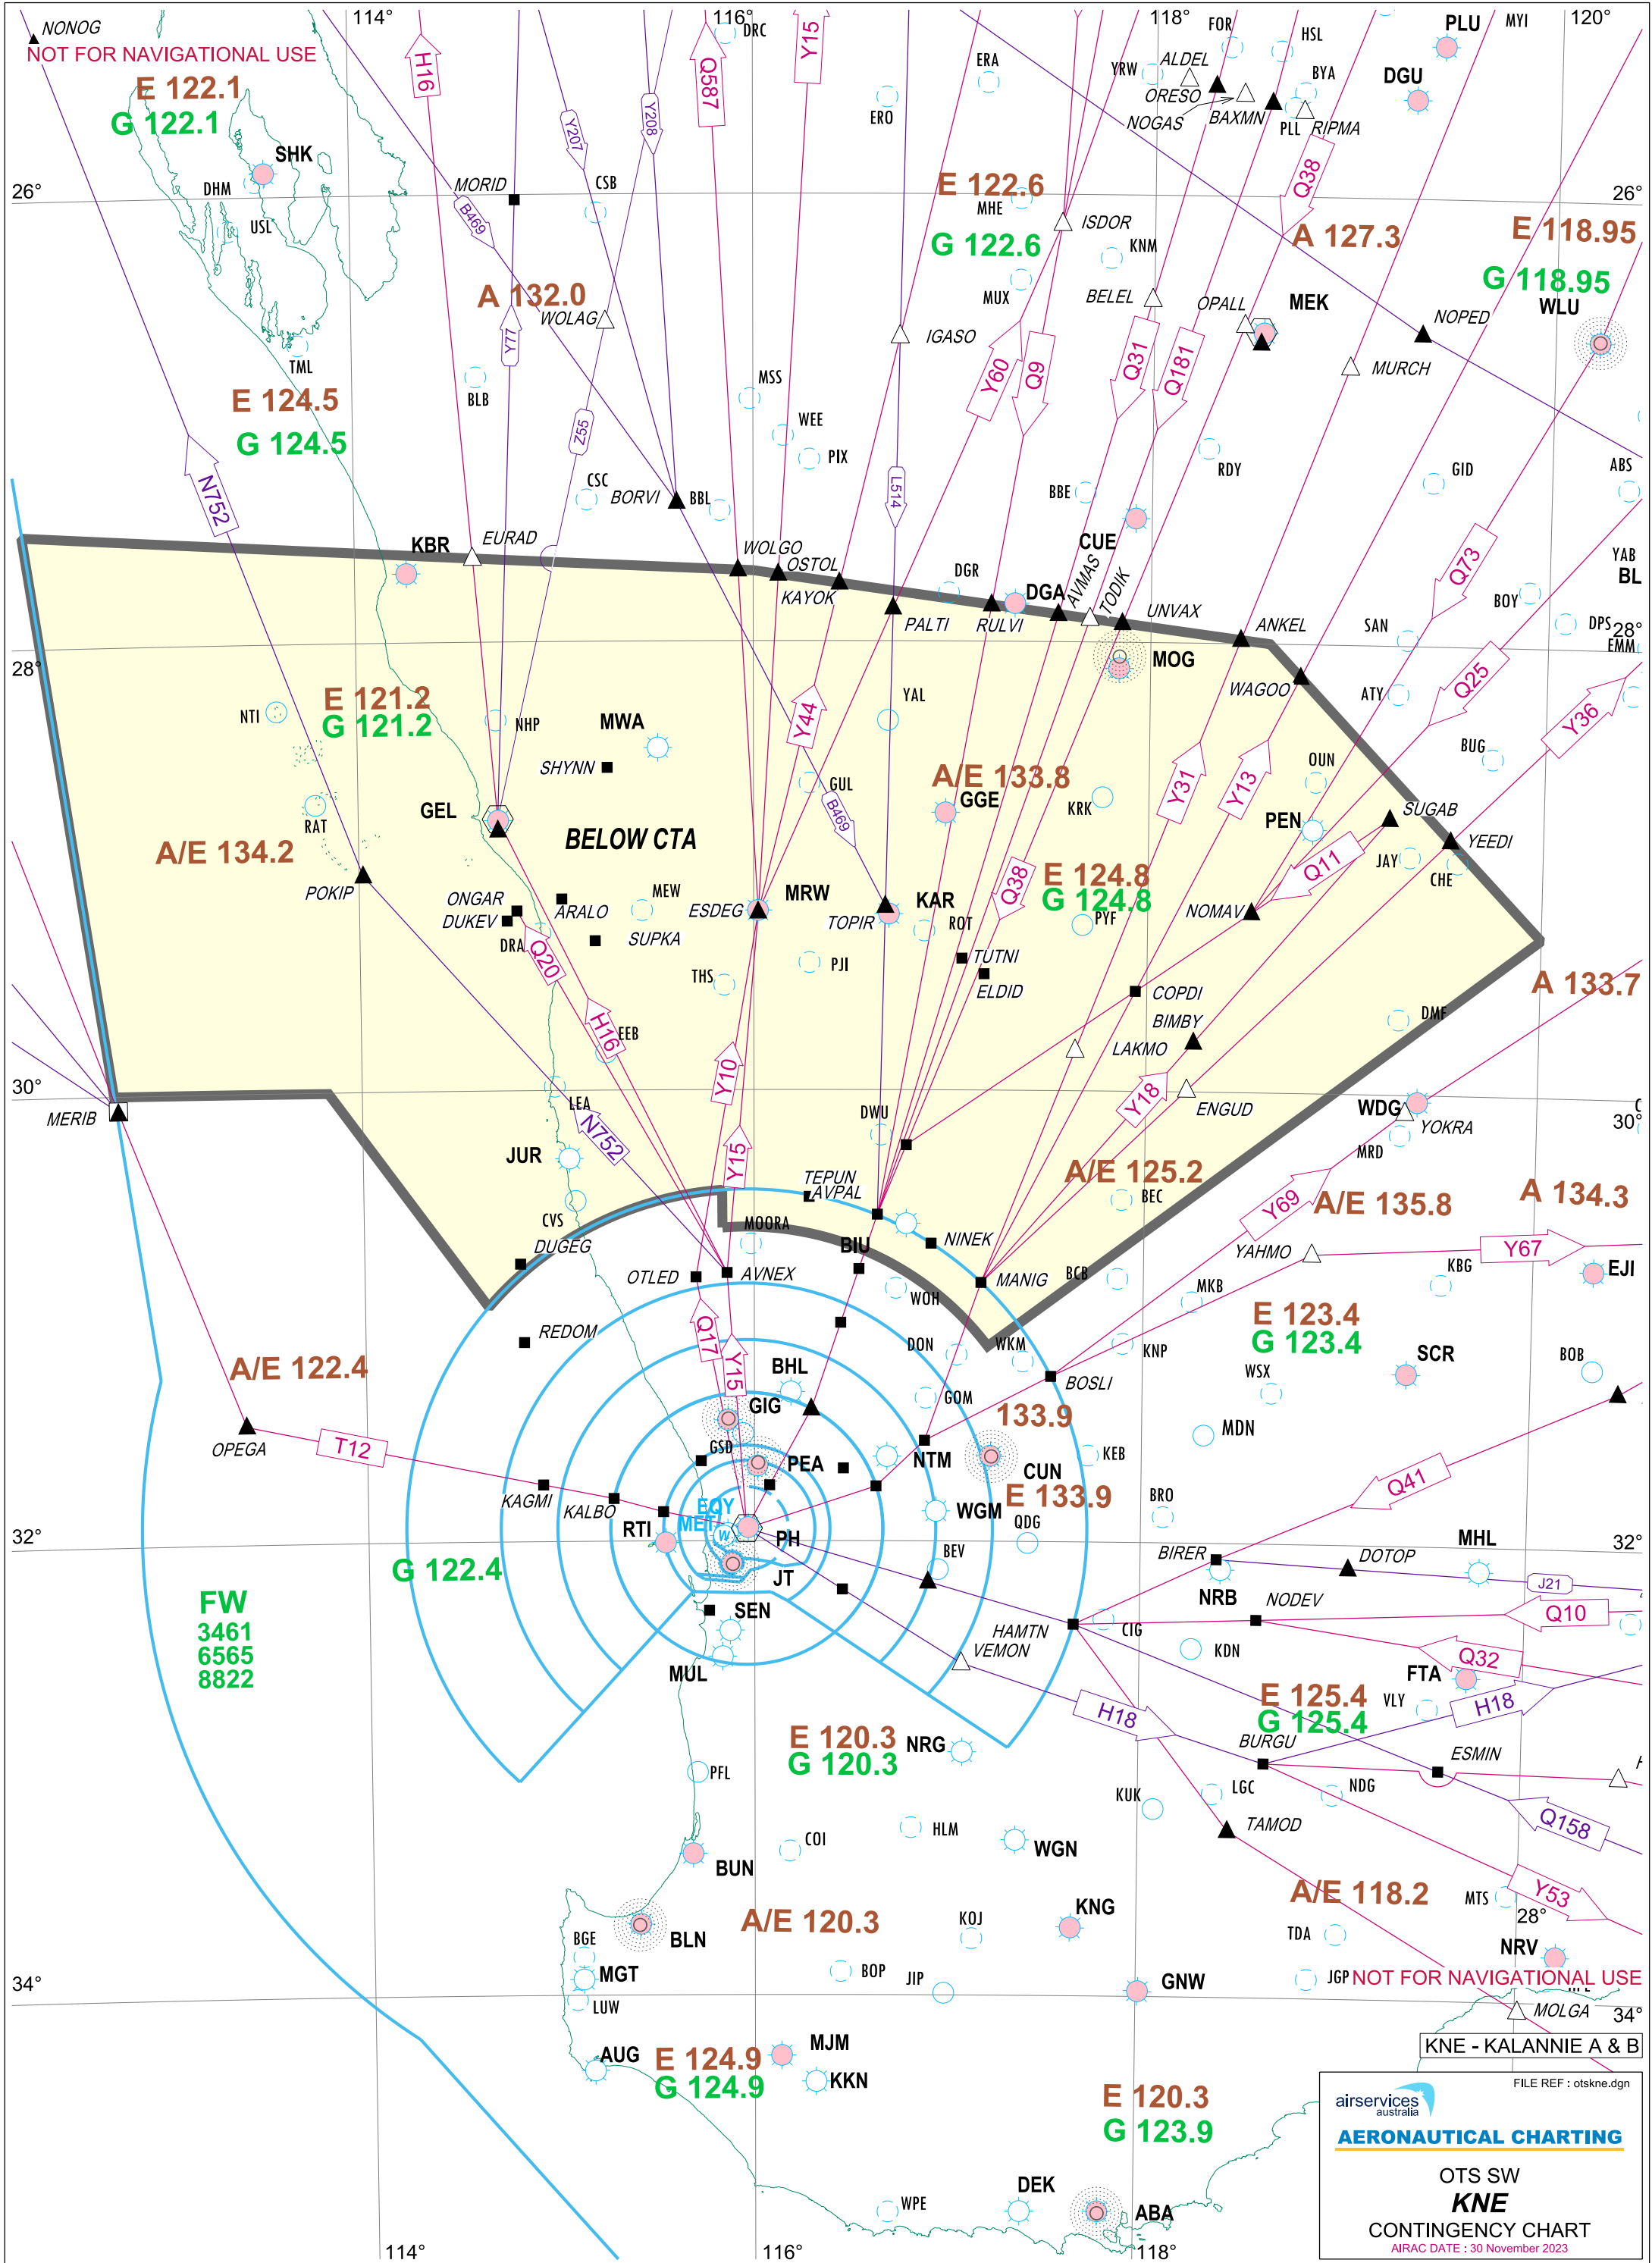 114°
116°
118°
120°
NONOG
NOT FOR NAVIGATIONAL USE
DRC
FOR
HSL
PLU
MYI
H16
Q587
Y15
E 122.1
G 122.1
ERA
YRW
ALDEL
ORESO
NOGAS
BAXMN
BYA
PLL
RIPMA
DGU
ERO
Y207
Y208
SHK
DHM
USL
26°
MORID
CSB
B469
E 122.6
MHE
G 122.6
ISDOR
KNM
Q38
A 127.3
26°
E 118.95
G 118.95
MUX
BELEL
OPALL
MEK
WLU
A 132.0
WOLAG
Y77
TML
IGASO
NOPED
MURCH
E 124.5
G 124.5
BLB
MSS
Y60
Q9
Q31
Q181
WEE
PIX
Z55
RDY
N752
CSC
BORVI
BBL
L514
BBE
GID
ABS
KBR
EURAD
WOLGO
OSTOL
KAYOK
CUE
DGR
DGA
AVMAS
TODIK
Q73
YAB
BL
PALTI
RULVI
UNVAX
ANKEL
BOY
SAN
DPS
28°
EMM
28°
MOG
WAGOO
ATY
Q25
Y36
E 121.2
G 121.2
NTI
NHP
MWA
YAL
Y44
SHYNN
BUG
GUL
A/E 133.8
GGE
KRK
Y31
Y13
OUN
PEN
SUGAB
YEEDI
RAT
GEL
BELOW CTA
B469
A/E 134.2
JAY
CHE
Q11
POKIP
ONGAR
DUKEV
ARALO
MEW
ESDEG
MRW
TOPIR
KAR
Q38
E 124.8
G 124.8
NOMAV
DRA
Q20
SUPKA
ROT
PYF
PJI
TUTNI
ELDID
THS
COPDI
A 133.7
BIMBY
DMF
H16
EEB
LAKMO
30°
MERIB
LEA
Y10
Y18
ENGUD
WDG
YOKRA
30°
N752
DWU
MRD
JUR
Y15
TEPUN
AVPAL
A/E 125.2
BEC
Y69
A/E 135.8
A 134.3
CVS
MOORA
DUGEG
BIU
NINEK
YAHMO
Y67
EJI
OTLED
AVNEX
MANIG
BCB
KBG
WOH
MKB
E 123.4
G 123.4
REDOM
Q17
DON
WKM
KNP
A/E 122.4
Y15
BHL
BOSLI
WSX
SCR
BOB
GIG
GOM
133.9
MDN
OPEGA
T12
GSD
PEA
NTM
CUN
KEB
KAGMI
KALBO
E 133.9
Q41
EQY
MET
W
WGM
BRO
RTI
PH
QDG
BIRER
DOTOP
MHL
32°
32°
G 122.4
JT
BEV
NRB
J21
FW
3461
6565
8822
SEN
HAMTN
CIG
NODEV
Q10
VEMON
MUL
KDN
Q32
FTA
H18
E 125.4
G 125.4
VLY
H18
E 120.3
G 120.3
NRG
BURGU
ESMIN
PFL
KUK
LGC
NDG
Q158
TAMOD
COI
HLM
WGN
BUN
A/E 118.2
MTS
Y53
A/E 120.3
BLN
KOJ
KNG
TDA
28°
NRV
BGE
MGT
34°
BOP
JIP
GNW
JGP
NOT FOR NAVIGATIONAL USE
LUW
MOLGA
34°
AUG
E 124.9
G 124.9
MJM
KKN
KNE - KALANNIE A & B
E 120.3
G 123.9
FILE REF : otskne.dgn
airservices
australia
AERONAUTICAL CHARTING
WPE
DEK
ABA
OTS SW
KNE
CONTINGENCY CHART
AIRAC DATE : 30 November 2023
114°
116°
118°